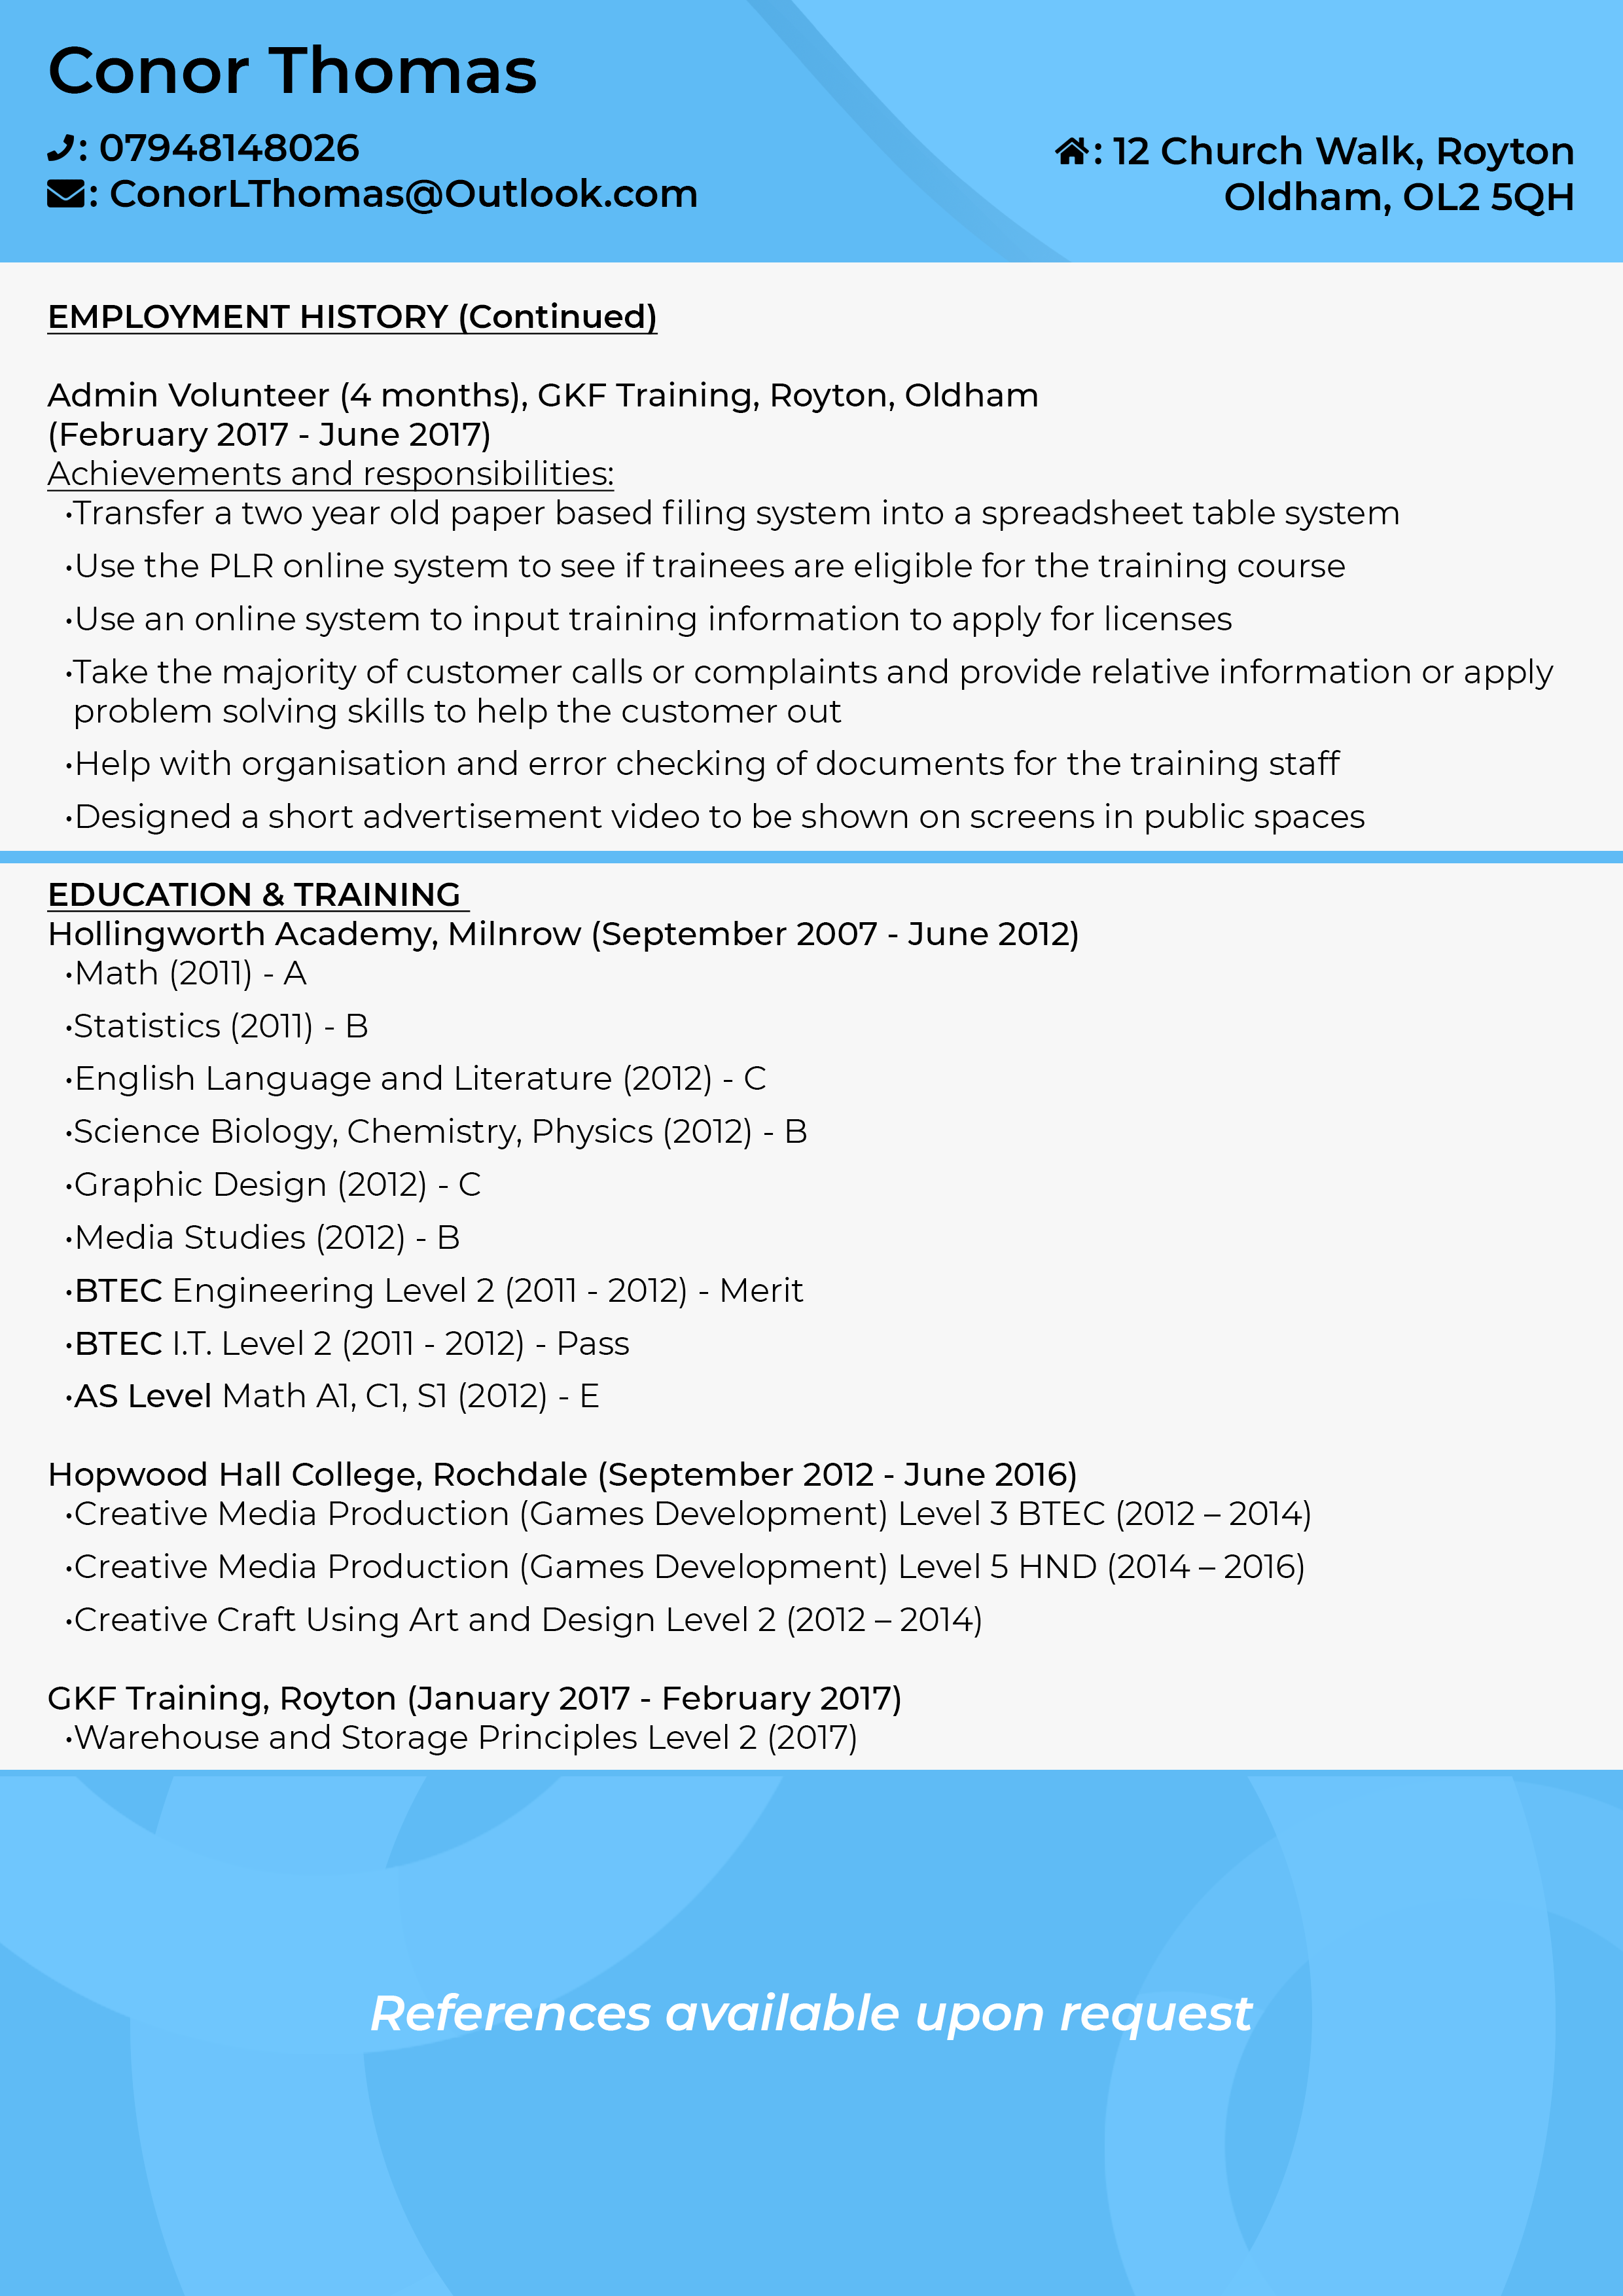 Conor Thomas
: 07948148026
: ConorLThomas@Outlook.com
: 12 Church Walk, Royton
Oldham, OL2 5QH
EMPLOYMENT HISTORY (Continued)
Admin Volunteer (4 months), GKF Training, Royton, Oldham
(February 2017 - June 2017)
Achievements and responsibilities:
•Transfer a two year old paper based filing system into a spreadsheet table system
•Use the PLR online system to see if trainees are eligible for the training course
•Use an online system to input training information to apply for licenses
•Take the majority of customer calls or complaints and provide relative information or apply
problem solving skills to help the customer out
•Help with organisation and error checking of documents for the training staff
•Designed a short advertisement video to be shown on screens in public spaces
EDUCATION & TRAINING
Hollingworth Academy, Milnrow (September 2007 - June 2012)
•Math (2011) - A
•Statistics (2011) - B
•English Language and Literature (2012) - C
•Science Biology, Chemistry, Physics (2012) - B
•Graphic Design (2012) - C
•Media Studies (2012) - B
•BTEC Engineering Level 2 (2011 - 2012) - Merit
•BTEC I.T. Level 2 (2011 - 2012) - Pass
•AS Level Math A1, C1, S1 (2012) - E
Hopwood Hall College, Rochdale (September 2012 - June 2016)
•Creative Media Production (Games Development) Level 3 BTEC (2012 – 2014)
•Creative Media Production (Games Development) Level 5 HND (2014 – 2016)
•Creative Craft Using Art and Design Level 2 (2012 – 2014)
GKF Training, Royton (January 2017 - February 2017)
•Warehouse and Storage Principles Level 2 (2017)
References available upon request